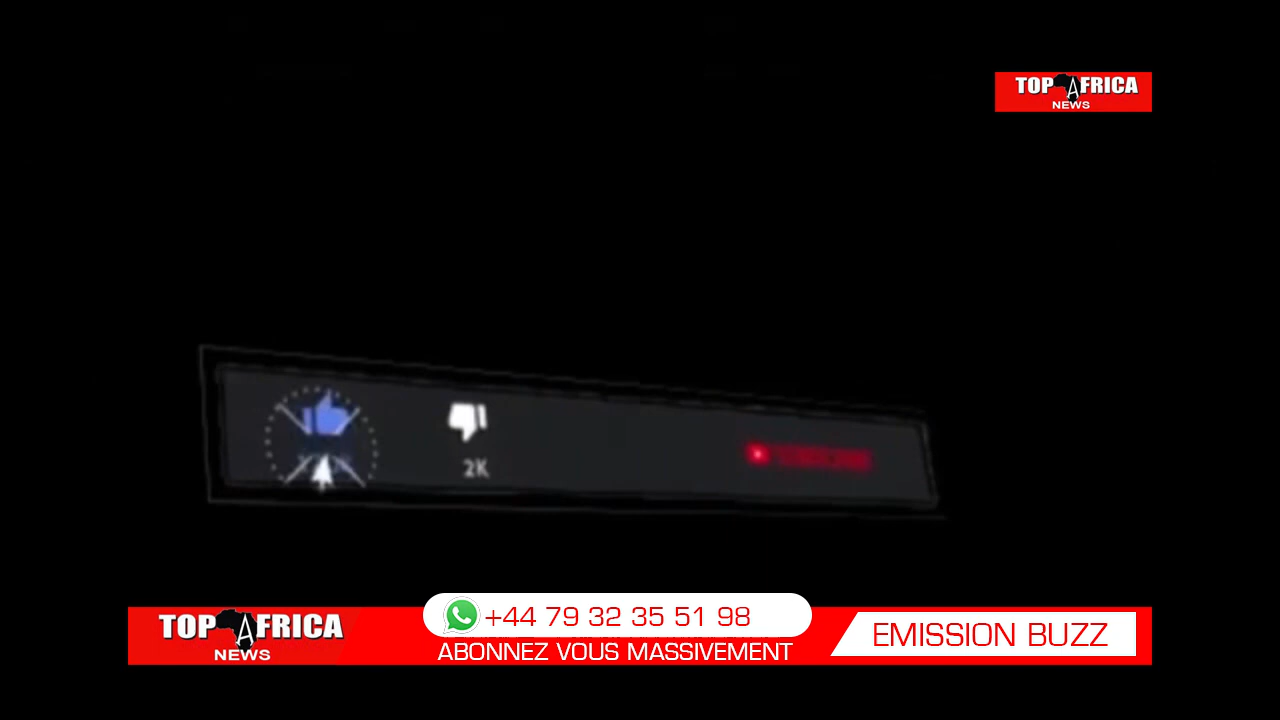 TOP AFRICA
NEWS
2K
+44 79 32 35 51 98
TOP AFRICA
NEWS
ABONNEZ VOUS MASSIVEMENT
EMISSION BUZZ